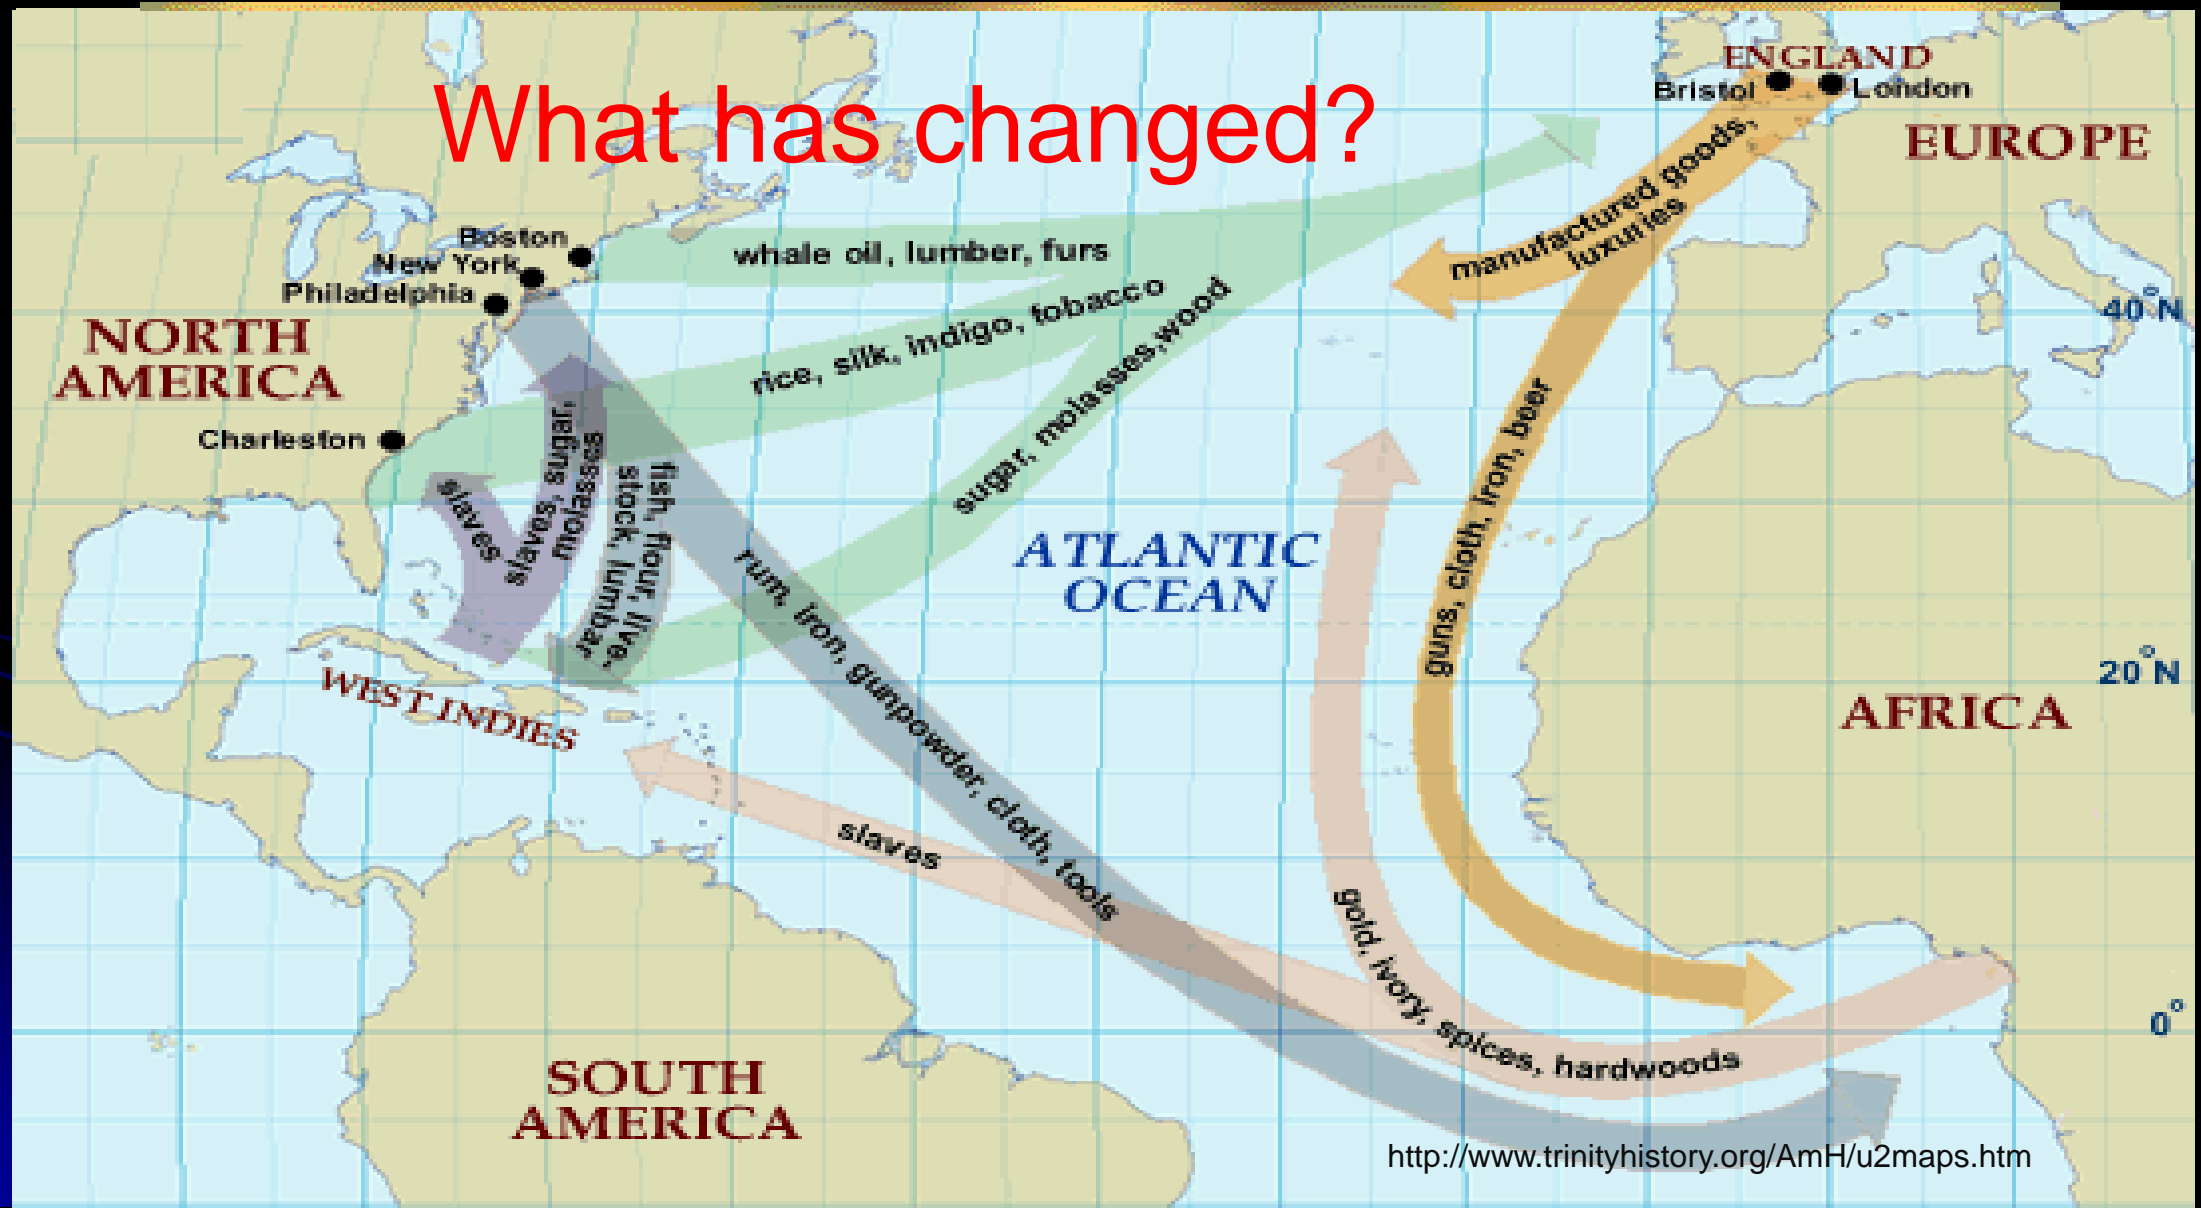 What has changed?
ENGLAND
Bristol
London
EUROPE
manufactured goods,
luxuries
Boston
New York
Philadelphia
whale oil, lumber, furs
rice, silk, indigo, tobacco
sugar, molasses,wood
40°N
NORTH
AMERICA
Charleston
slaves
slaves, sugar,
molasses
fish, flour, live-
stock, lumbar
guns, cloth, iron, beer
ATLANTIC
OCEAN
rum, iron, gunpowder, cloth, tools
20°N
WEST INDIES
AFRICA
slaves
gold, ivory, spices, hardwoods
0°
SOUTH
AMERICA
http://www.trinityhistory.org/AmH/u2maps.htm